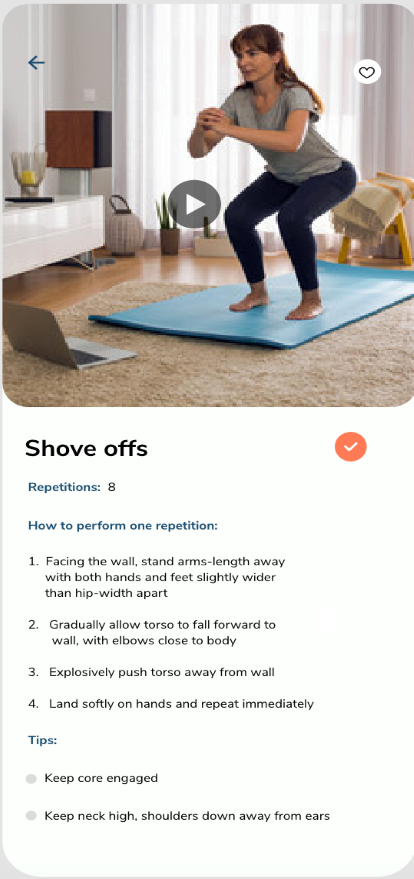 Shove offs
Repetitions: 8
How to perform one repetition:
1. Facing the wall, stand arms-length away
with both hands and feet slightly wider
than hip-width apart
2. Gradually allow torso to fall forward to
wall, with elbows close to body
3. Explosively push torso away from wall
4. Land softly on hands and repeat immediately
Tips:
Keep core engaged
Keep neck high, shoulders down away from ears